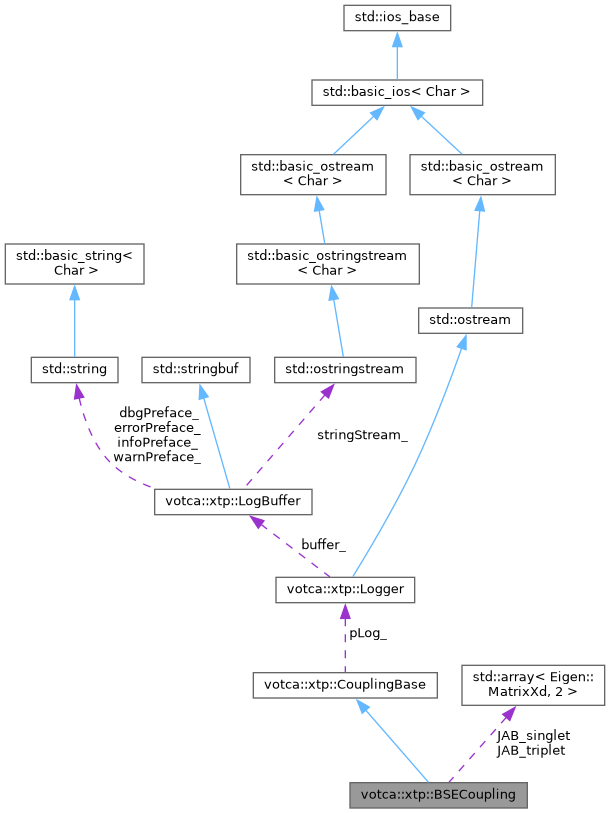 std::ios_base
std::basic_ios< Char >
std::basic_ostream
< Char >
std::basic_ostream
< Char >
std::basic_string<
Char >
std::basic_ostringstream
< Char >
std::ostream
std::string
std::stringbuf
std::ostringstream
dbgPreface_
errorPreface_
infoPreface_
warnPreface_
stringStream_
votca::xtp::LogBuffer
buffer_
votca::xtp::Logger
pLog_
votca::xtp::CouplingBase
std::array< Eigen::
MatrixXd, 2 >
JAB_singlet
JAB_triplet
votca::xtp::BSECoupling